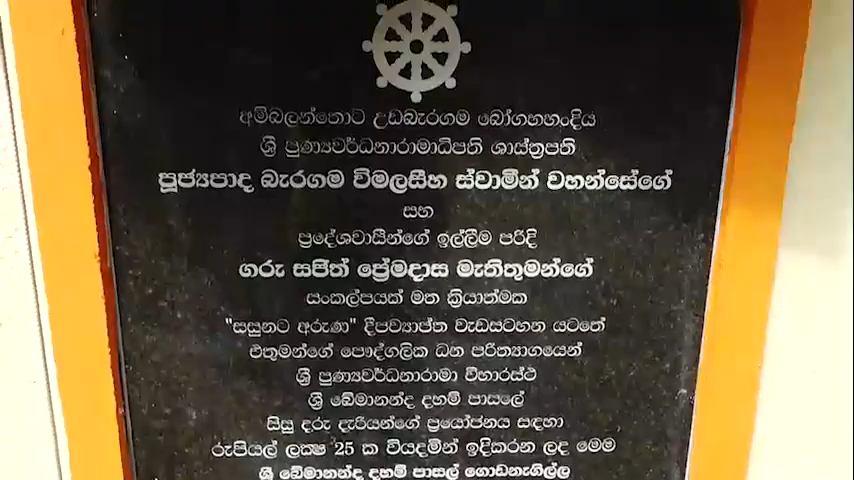 අම්බලන්තොට උඩබැරගම බෝගහහංදිය
ශ්‍රී පුණ්‍යවර්ධනාරාමාධිපති ශාස්ත්‍රපති
පූජ්‍යපාද බැරගම විමලසීහ ස්වාමීන් වහන්සේගේ
සහ
ප්‍රදේශවාසීන්ගේ ඉල්ලීම පරිදි
ගරු සජිත් ප්‍රේමදාස මැතිතුමන්ගේ
සංකල්පයක් මත ක්‍රියාත්මක
"සසුනට අරුණ" දීපව්‍යාප්ත වැඩසටහන යටතේ
එතුමන්ගේ පෞද්ගලික ධන පරිත්‍යාගයෙන්
ශ්‍රී පුණ්‍යවර්ධනාරාමා විහාරස්ථ
ශ්‍රී ඛේමානන්ද දහම් පාසලේ
සිසු දරු දැරියන්ගේ ප්‍රයෝජනය සඳහා
රුපියල් ලක්‍ෂ 25 ක වියදමින් ඉදිකරන ලද මෙම
ශ්‍රී ඛේමානන්ද දහම් පාසල් ගොඩනැගිල්ල